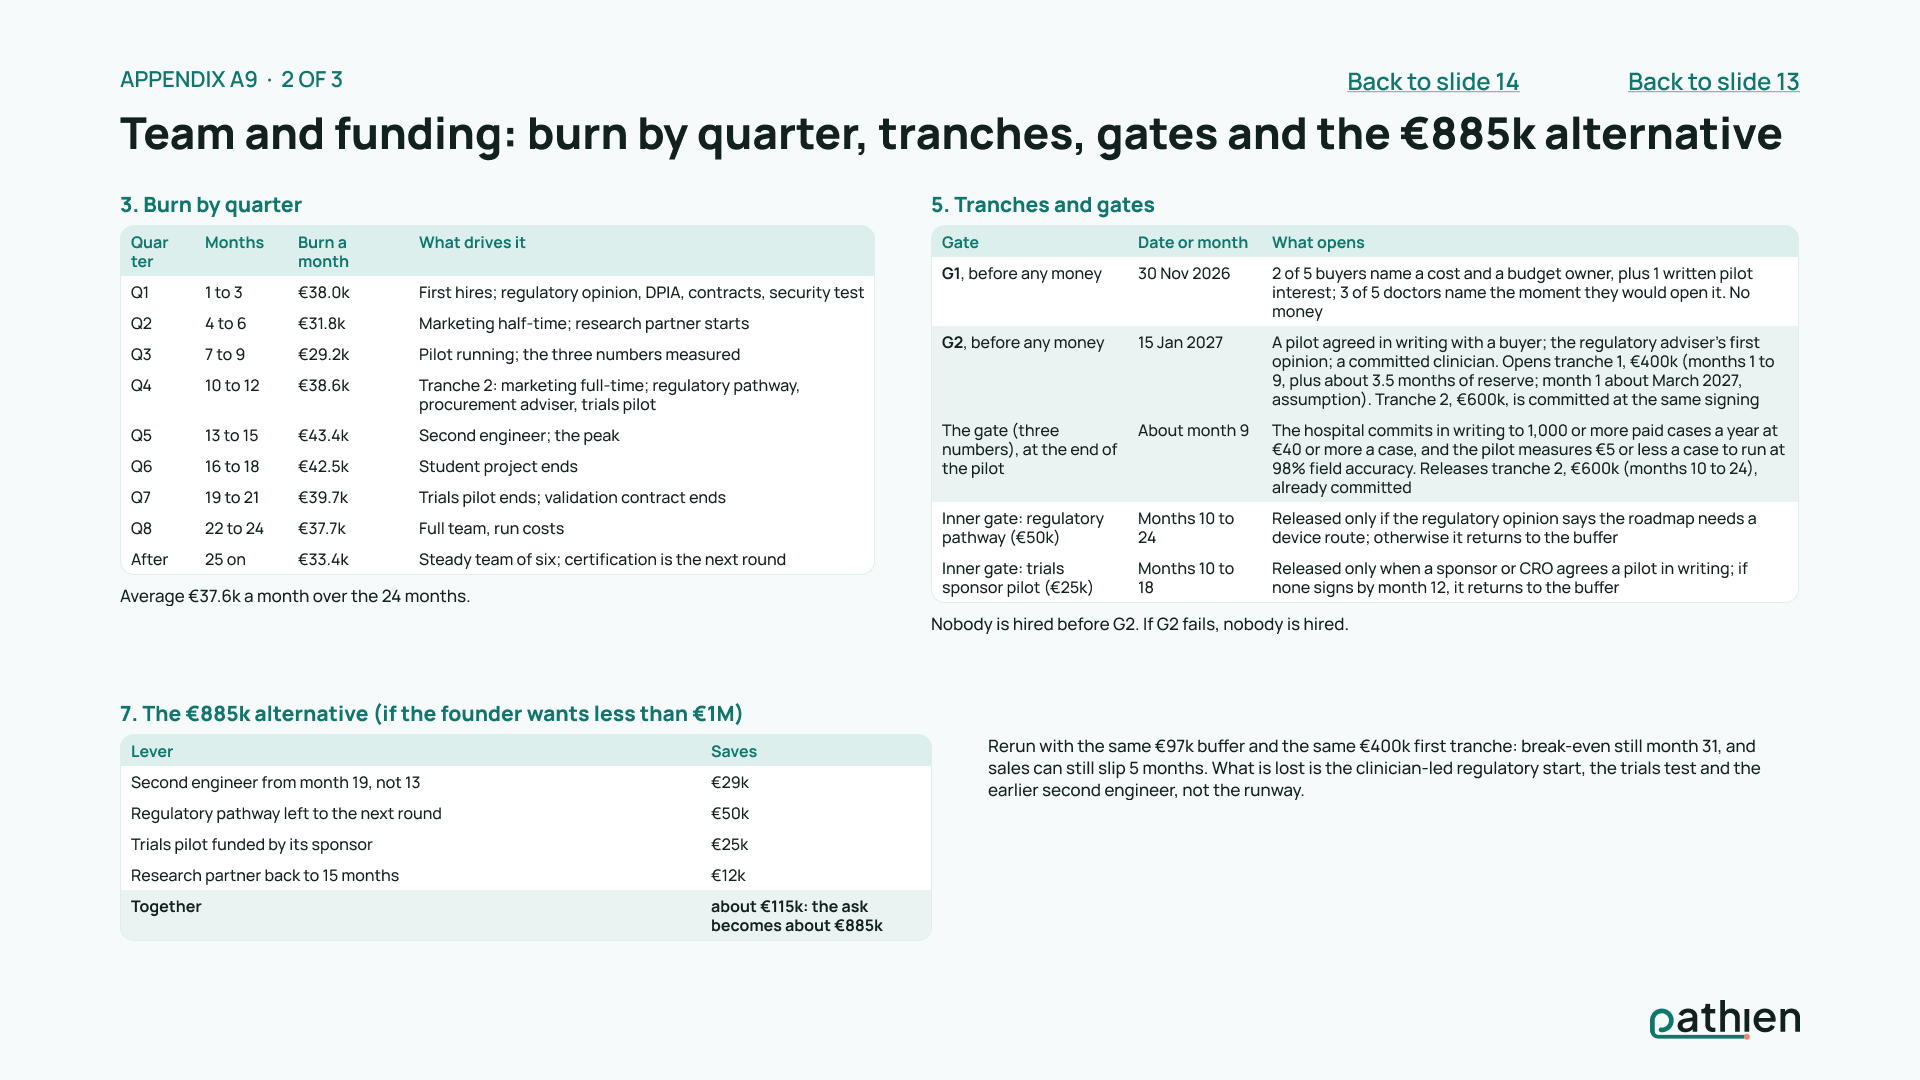 APPENDIX A9 · 2 OF 3
Back to slide 14
Back to slide 13
Team and funding: burn by quarter, tranches, gates and the €885k alternative
3. Burn by quarter
Quar
ter
Months
Burn a
month
What drives it
Q1 1 to 3 €38.0k First hires; regulatory opinion, DPIA, contracts, security test
Q2 4 to 6 €31.8k Marketing half-time; research partner starts
Q3 7 to 9 €29.2k Pilot running; the three numbers measured
Q4 10 to 12 €38.6k Tranche 2: marketing full-time; regulatory pathway,
procurement adviser, trials pilot
Q5 13 to 15 €43.4k Second engineer; the peak
Q6 16 to 18 €42.5k Student project ends
Q7 19 to 21 €39.7k Trials pilot ends; validation contract ends
Q8 22 to 24 €37.7k Full team, run costs
After 25 on €33.4k Steady team of six; certification is the next round
Average €37.6k a month over the 24 months.
5. Tranches and gates
Gate Date or month What opens
G1, before any money 30 Nov 2026 2 of 5 buyers name a cost and a budget owner, plus 1 written pilot
interest; 3 of 5 doctors name the moment they would open it. No
money
G2, before any money 15 Jan 2027 A pilot agreed in writing with a buyer; the regulatory adviser's first
opinion; a committed clinician. Opens tranche 1, €400k (months 1 to
9, plus about 3.5 months of reserve; month 1 about March 2027,
assumption). Tranche 2, €600k, is committed at the same signing
The gate (three About month 9 The hospital commits in writing to 1,000 or more paid cases a year at
numbers), at the end of €40 or more a case, and the pilot measures €5 or less a case to run at
the pilot 98% field accuracy. Releases tranche 2, €600k (months 10 to 24),
already committed
Inner gate: regulatory Months 10 to Released only if the regulatory opinion says the roadmap needs a
pathway (€50k) 24 device route; otherwise it returns to the buffer
Inner gate: trials Months 10 to Released only when a sponsor or CRO agrees a pilot in writing; if
sponsor pilot (€25k) 18 none signs by month 12, it returns to the buffer
Nobody is hired before G2. If G2 fails, nobody is hired.
7. The €885k alternative (if the founder wants less than €1M)
Lever Saves
Second engineer from month 19, not 13 €29k
Regulatory pathway left to the next round €50k
Trials pilot funded by its sponsor €25k
Research partner back to 15 months €12k
Together about €115k: the ask
becomes about €885k
Rerun with the same €97k buffer and the same €400k first tranche: break-even still month 31, and
sales can still slip 5 months. What is lost is the clinician-led regulatory start, the trials test and the
earlier second engineer, not the runway.
pathien